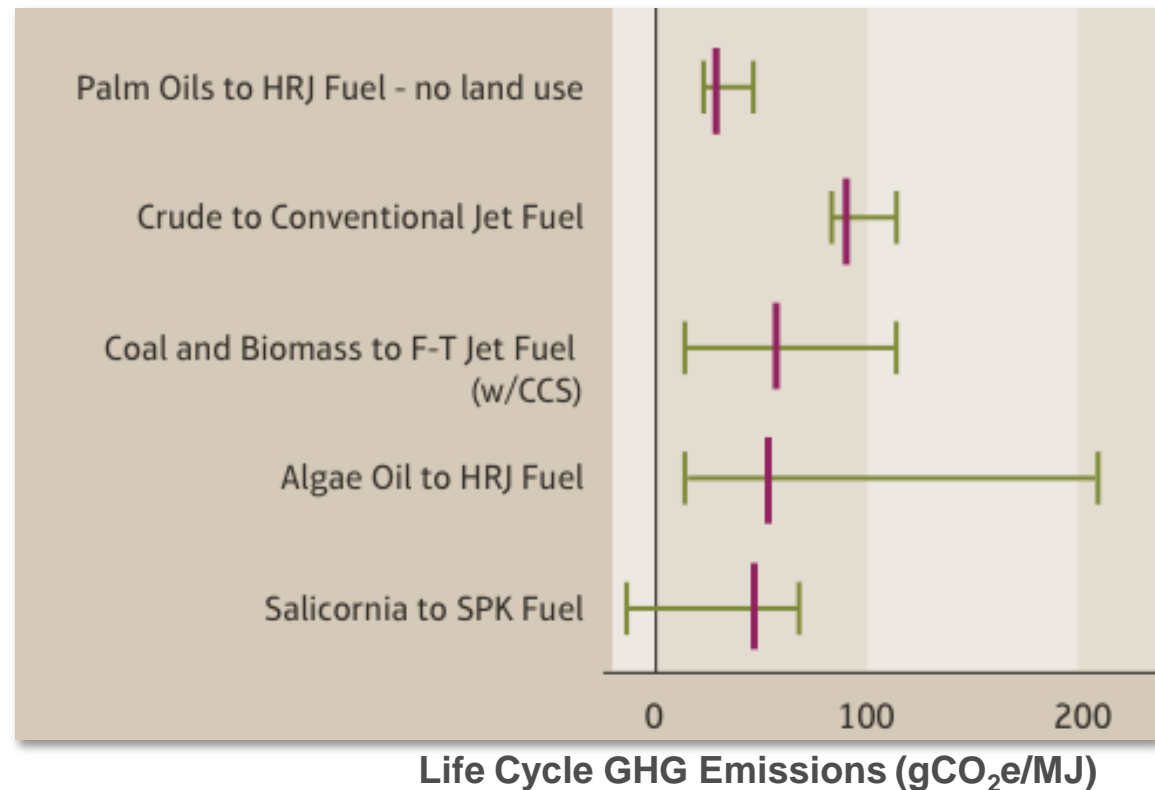 Palm Oils to HRJ Fuel - no land use
Crude to Conventional Jet Fuel
Coal and Biomass to F-T Jet Fuel
(w/CCS)
Algae Oil to HRJ Fuel
Salicornia to SPK Fuel
0 100 200
Life Cycle GHG Emissions (gCO₂e/MJ)